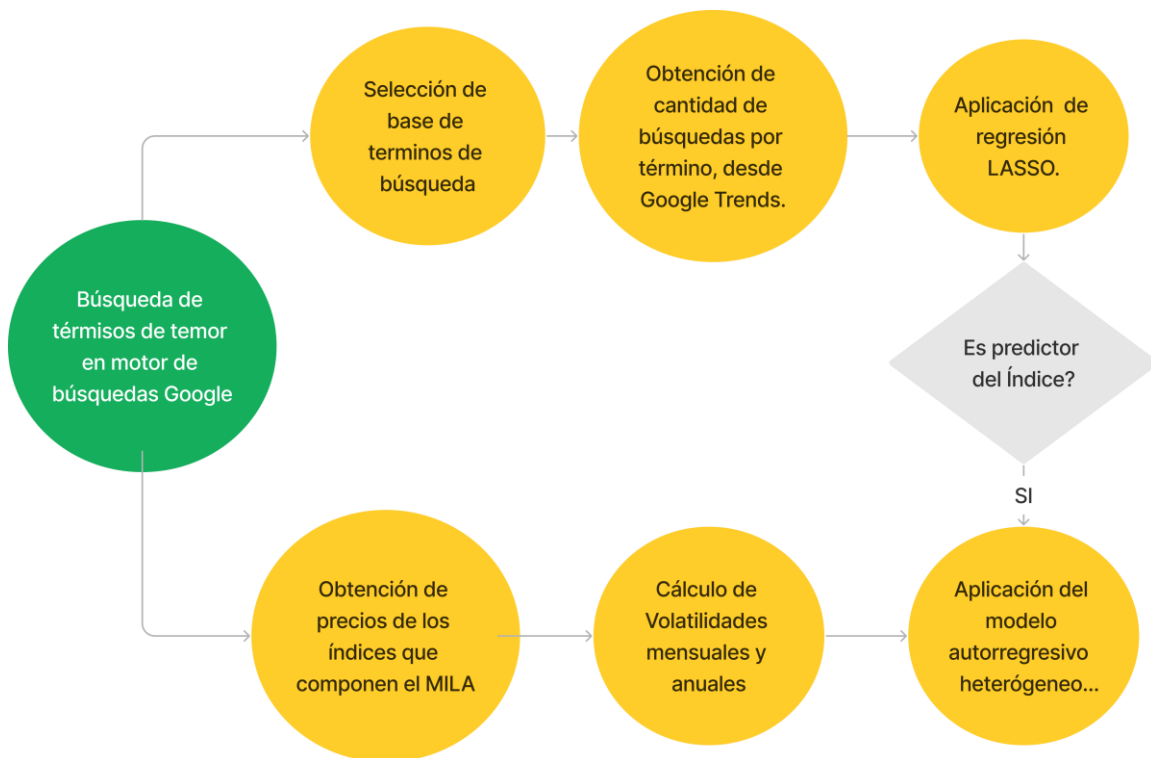 Búsqueda de
térmisos de temor
en motor de
búsquedas Google
Selección de
base de
terminos de
búsqueda
Obtención de
cantidad de
búsquedas por
término, desde
Google Trends.
Aplicación de
regresión
LASSO.
Es predictor
del Índice?
SI
Obtención de
precios de los
índices que
componen el MILA
Cálculo de
Volatilidades
mensuales y
anuales
Aplicación del
modelo
autorregresivo
heterógeneo...